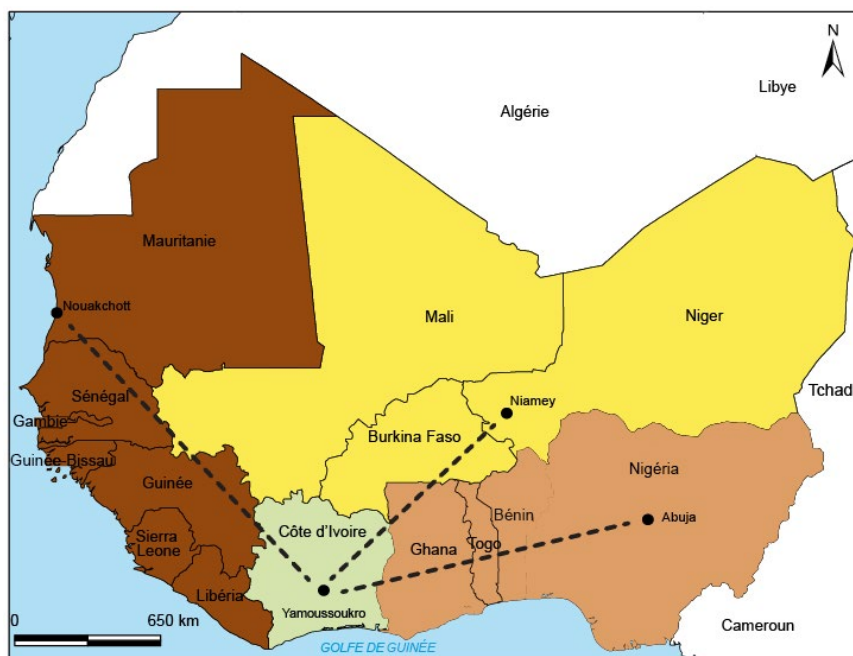 N
Libye
Algérie
Mauritanie
Nouakchott
Mali
Niger
Sénégal
Tchad
Gambie
Niamey
Burkina Faso
Guinée-Bissau
Nigéria
Guinée
Bénin
Abuja
Côte d'Ivoire
Sierra
Leone
Ghana
Togo
Libéria
Yamoussoukro
0
650 km
Cameroun
GOLFE DE GUINÉE